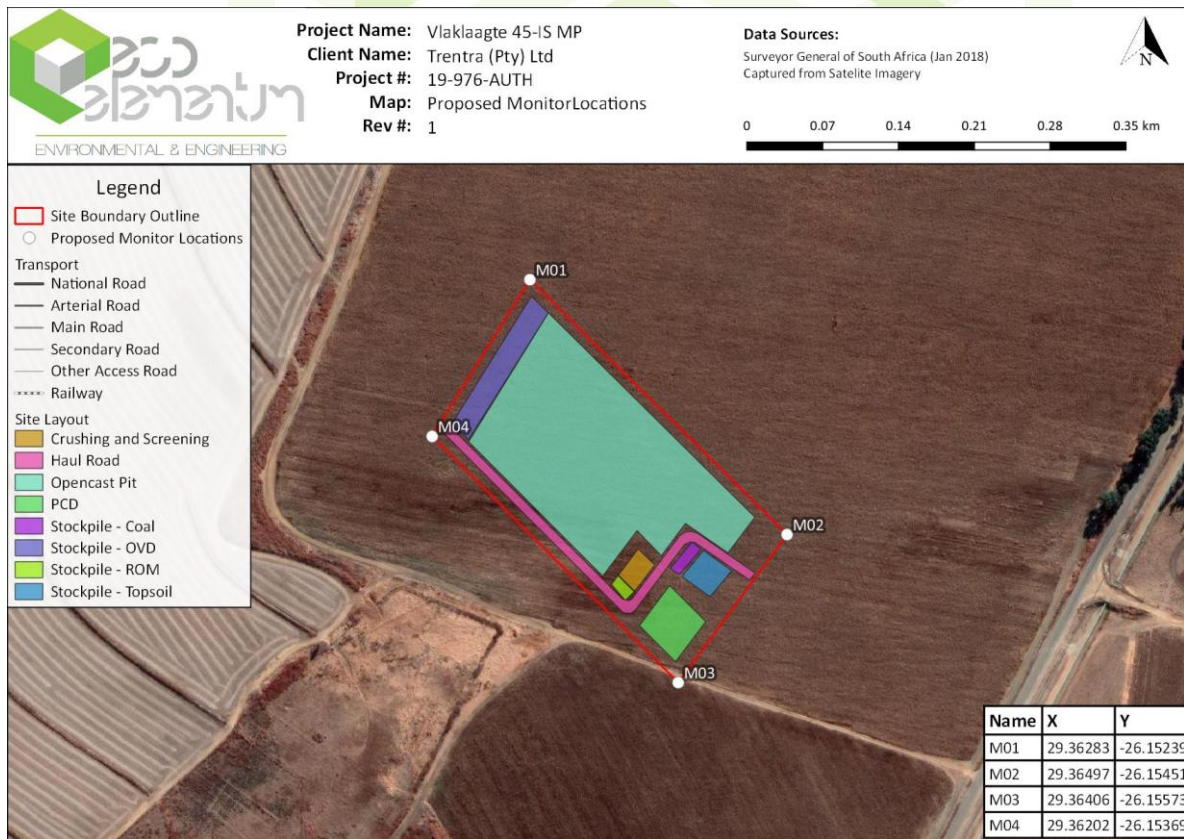 eco
elementum
ENVIRONMENTAL & ENGINEERING
Project Name: Vlaklaagte 45-IS MP
Client Name: Trentra (Pty) Ltd
Project #: 19-976-AUTH
Map: Proposed MonitorLocations
Rev #: 1
Data Sources:
Surveyor General of South Africa (Jan 2018)
Captured from Satelite Imagery
N
0 0.07 0.14 0.21 0.28 0.35 km
Legend
Site Boundary Outline
Proposed Monitor Locations
Transport
National Road
Arterial Road
Main Road
Secondary Road
Other Access Road
Railway
Site Layout
Crushing and Screening
Haul Road
Opencast Pit
PCD
Stockpile - Coal
Stockpile - OVD
Stockpile - ROM
Stockpile - Topsoil
M01
M04
M02
M03
Name X Y
M01 29.36283 -26.15239
M02 29.36497 -26.15451
M03 29.36406 -26.15573
M04 29.36202 -26.15369